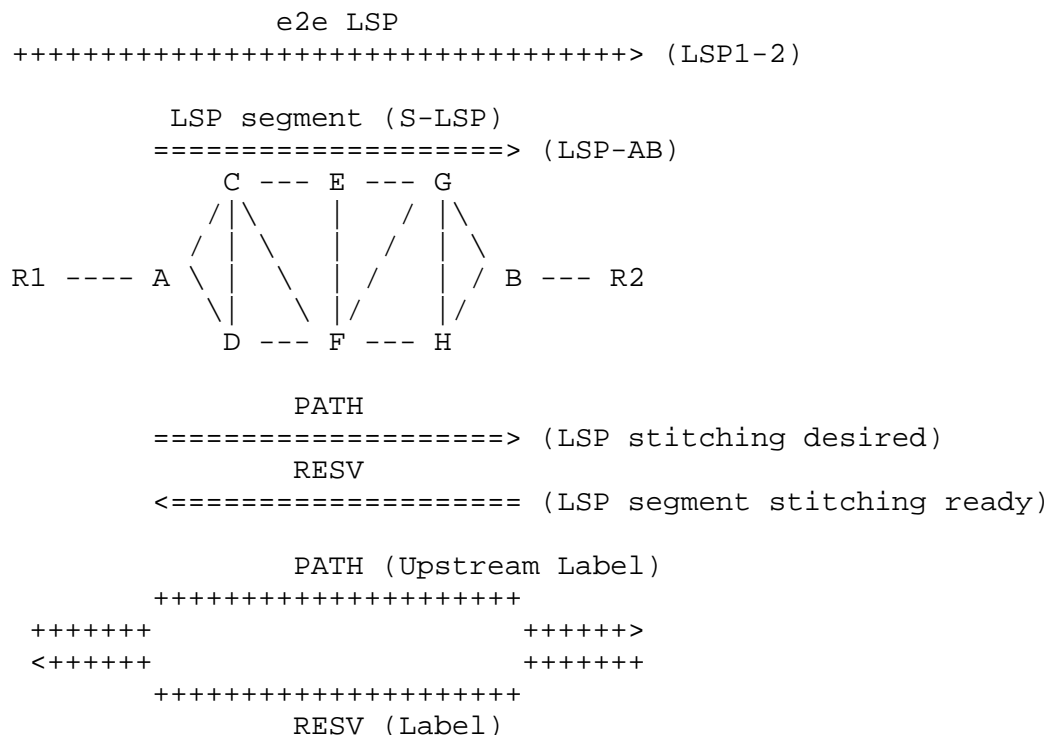 e2e LSP
++++++++++++++++++++++++++++++++++> (LSP1-2)

          LSP segment (S-LSP)
         ====================> (LSP-AB)
             C --- E --- G
            /|\    |   / |\
           / | \   |  /  | \
R1 ---- A \  |  \  | /   | / B --- R2
           \ |   \ |/    |/
             D --- F --- H

                 PATH
         ====================> (LSP stitching desired)
                 RESV
         <==================== (LSP segment stitching ready)

                 PATH (Upstream Label)
         +++++++++++++++++++++
 +++++++                      ++++++>
 <++++++                      +++++++
         +++++++++++++++++++++
                 RESV (Label)